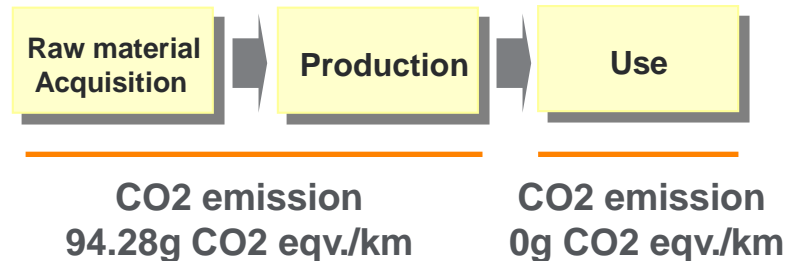 Raw material
Acquisition
Production
Use
CO2 emission
94.28g CO2 eqv./km
CO2 emission
0g CO2 eqv./km